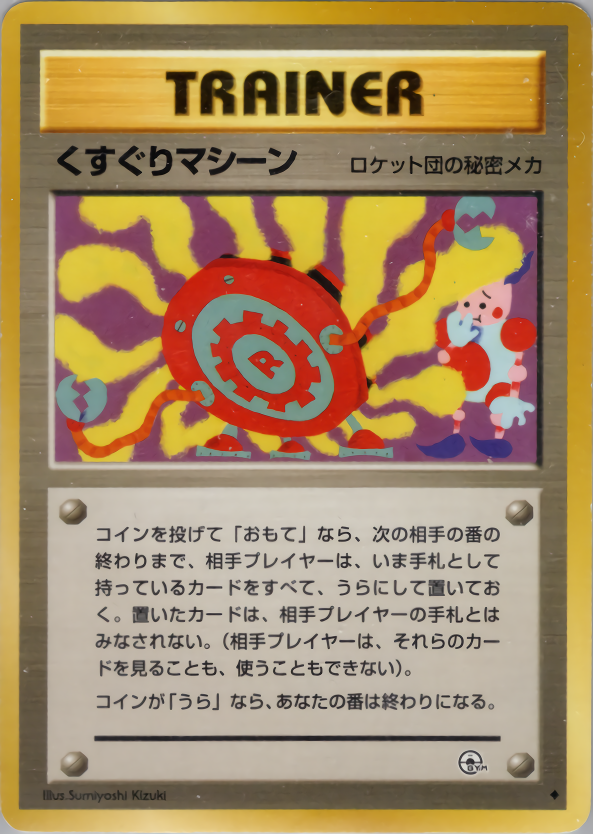 TRAINER
くすぐりマシーン ロケット団の秘密メカ
R
コインを投げて「おもて」なら、次の相手の番の
終わりまで、相手プレイヤーは、いま手札として
持っているカードをすべて、うらにして置いてお
く。置いたカードは、相手プレイヤーの手札とは
みなされない。（相手プレイヤーは、それらのカー
ドを見ることも、使うこともできない）。
コインが「うら」なら、あなたの番は終わりになる。
GYM
Illus.Sumiyoshi Kizuki